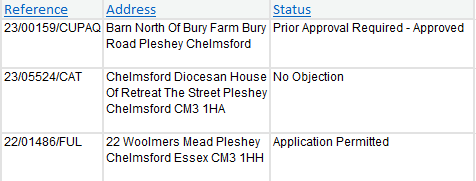 Reference Address Status
23/00159/CUPAQ Barn North Of Bury Farm Bury Prior Approval Required - Approved
Road Pleshey Chelmsford
23/05524/CAT Chelmsford Diocesan House No Objection
Of Retreat The Street Pleshey
Chelmsford CM3 1HA
22/01486/FUL 22 Woolmers Mead Pleshey Application Permitted
Chelmsford Essex CM3 1HH